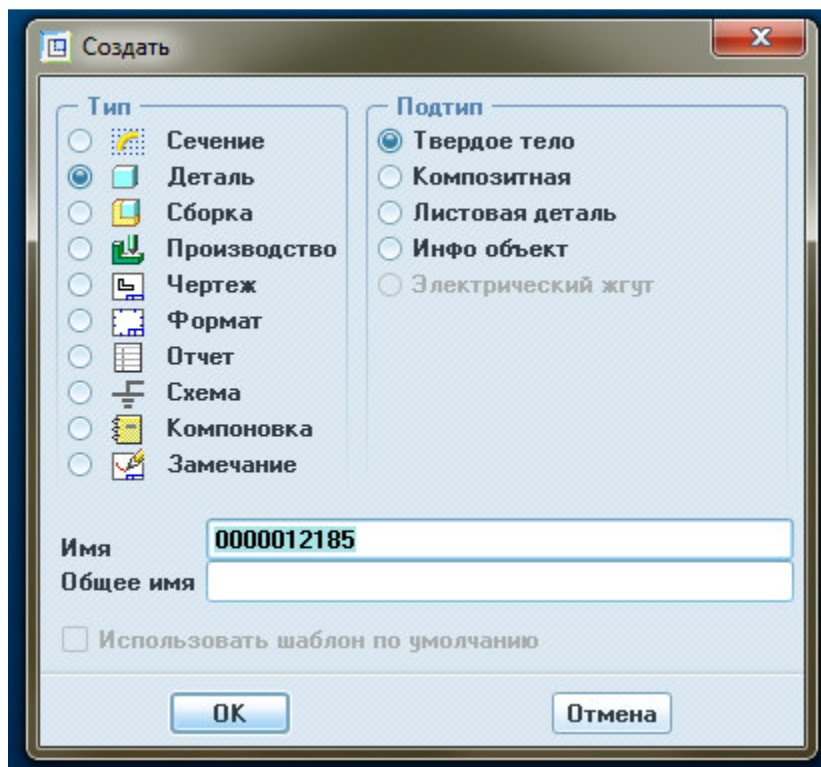 Создать
Тип
Сечение
Деталь
Сборка
Производство
Чертеж
Формат
Отчет
Схема
Компоновка
Замечание
Подтип
Твердое тело
Композитная
Листовая деталь
Инфо объект
Электрический жгут
Имя 0000012185
Общее имя
Использовать шаблон по умолчанию
OK Отмена